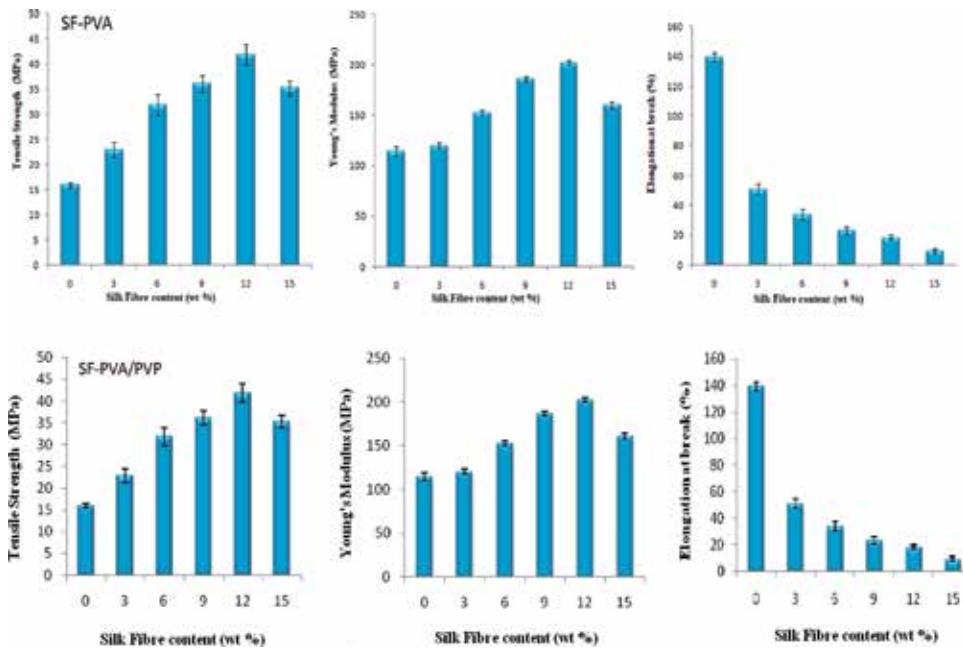 SF-PVA
Tensile Strength (MPa)
50
45
40
35
30
25
20
15
10
5
0
0 3 6 9 12 15
Silk Fibre content (wt %)
Young's Modulus (MPa)
250
200
150
100
50
0
0 3 6 9 12 15
Silk Fibre content (wt %)
Elongation at break (%)
160
140
120
100
80
60
40
20
0
0 3 6 9 12 15
Silk Fibre content (wt %)
SF-PVA/PVP
Tensile Strength (MPa)
50
45
40
35
30
25
20
15
10
5
0
0 3 6 9 12 15
Silk Fibre content (wt %)
Young's Modulus (MPa)
250
200
150
100
50
0
0 3 6 9 12 15
Silk Fibre content (wt %)
Elongation at break (%)
160
140
120
100
80
60
40
20
0
0 3 6 9 12 15
Silk Fibre content (wt %)